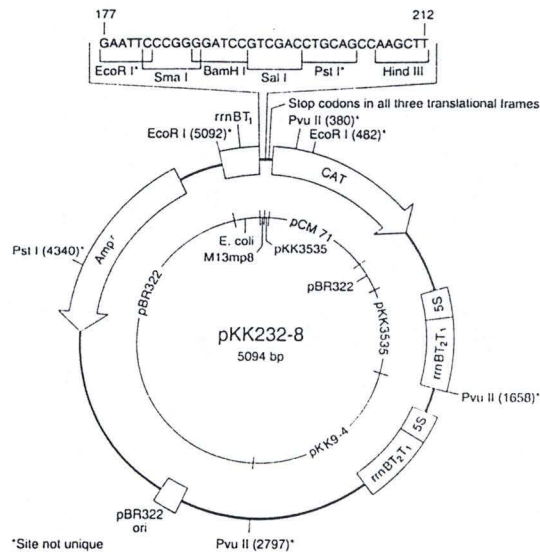 177 212
GAATTCCCGGGGATCCGTCGACCTGCAGCCAAGCTT
EcoR I* BamH I Pst I* Hind III
Sma I Sal I
Stop codons in all three translational frames
rrnBT1
Pvu II (380)*
EcoR I (5092)*
EcoR I (482)*
CAT
Ampr
Pst I (4340)*
pCM 71
E. coli
pKK3535
M13mp8
pBR322
pBR322
pKK3535
5S
rrnBT2T1
pKK232-8
5094 bp
Pvu II (1658)*
5S
rrnBT2T1
pKK9-4
pBR322
ori
*Site not unique
Pvu II (2797)*